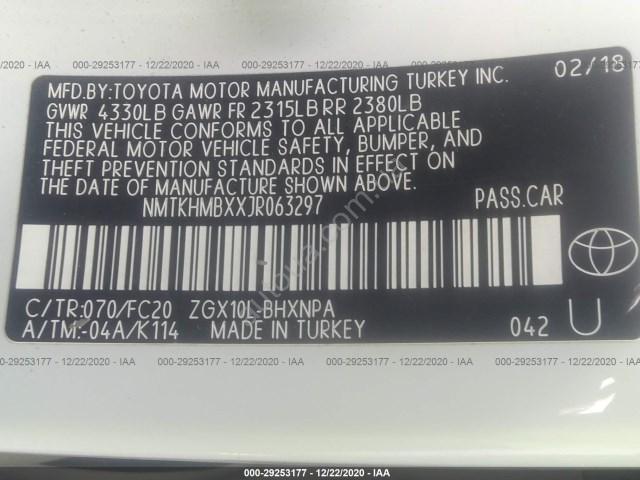 000-29253177 - 12/22/2020 - IAA
MFD.BY:TOYOTA MOTOR MANUFACTURING TURKEY INC. 02/18
GVWR 4330LB GAWR FR 2315LB RR 2380LB
THIS VEHICLE CONFORMS TO ALL APPLICABLE
FEDERAL MOTOR VEHICLE SAFETY, BUMPER, AND
THEFT PREVENTION STANDARDS IN EFFECT ON
THE DATE OF MANUFACTURE SHOWN ABOVE.
NMTKHMBXXJR063297 PASS.CAR
C/TR:070/FC20 ZGX10L-BHXNPA
A/TM:-04A/K114 MADE IN TURKEY 042 U
000-29253177 - 12/22/2020 - IAA
000-29253177 - 12/22/2020 - IAA